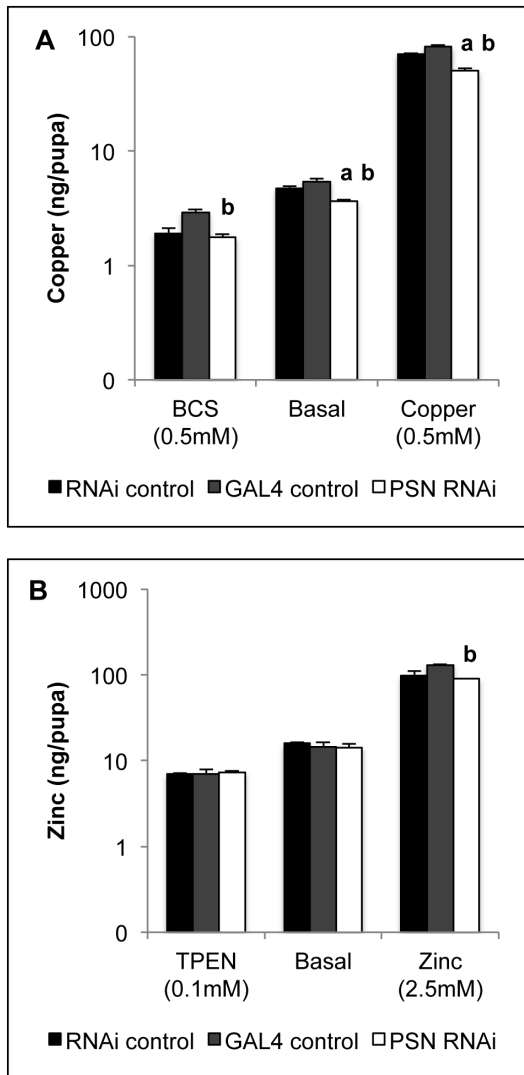 A
Copper (ng/pupa)
100
10
1
0
a b
a b
b
BCS Basal Copper
(0.5mM) (0.5mM)
RNAi control GAL4 control PSN RNAi
B
Zinc (ng/pupa)
1000
100
10
1
0
b
TPEN Basal Zinc
(0.1mM) (2.5mM)
RNAi control GAL4 control PSN RNAi